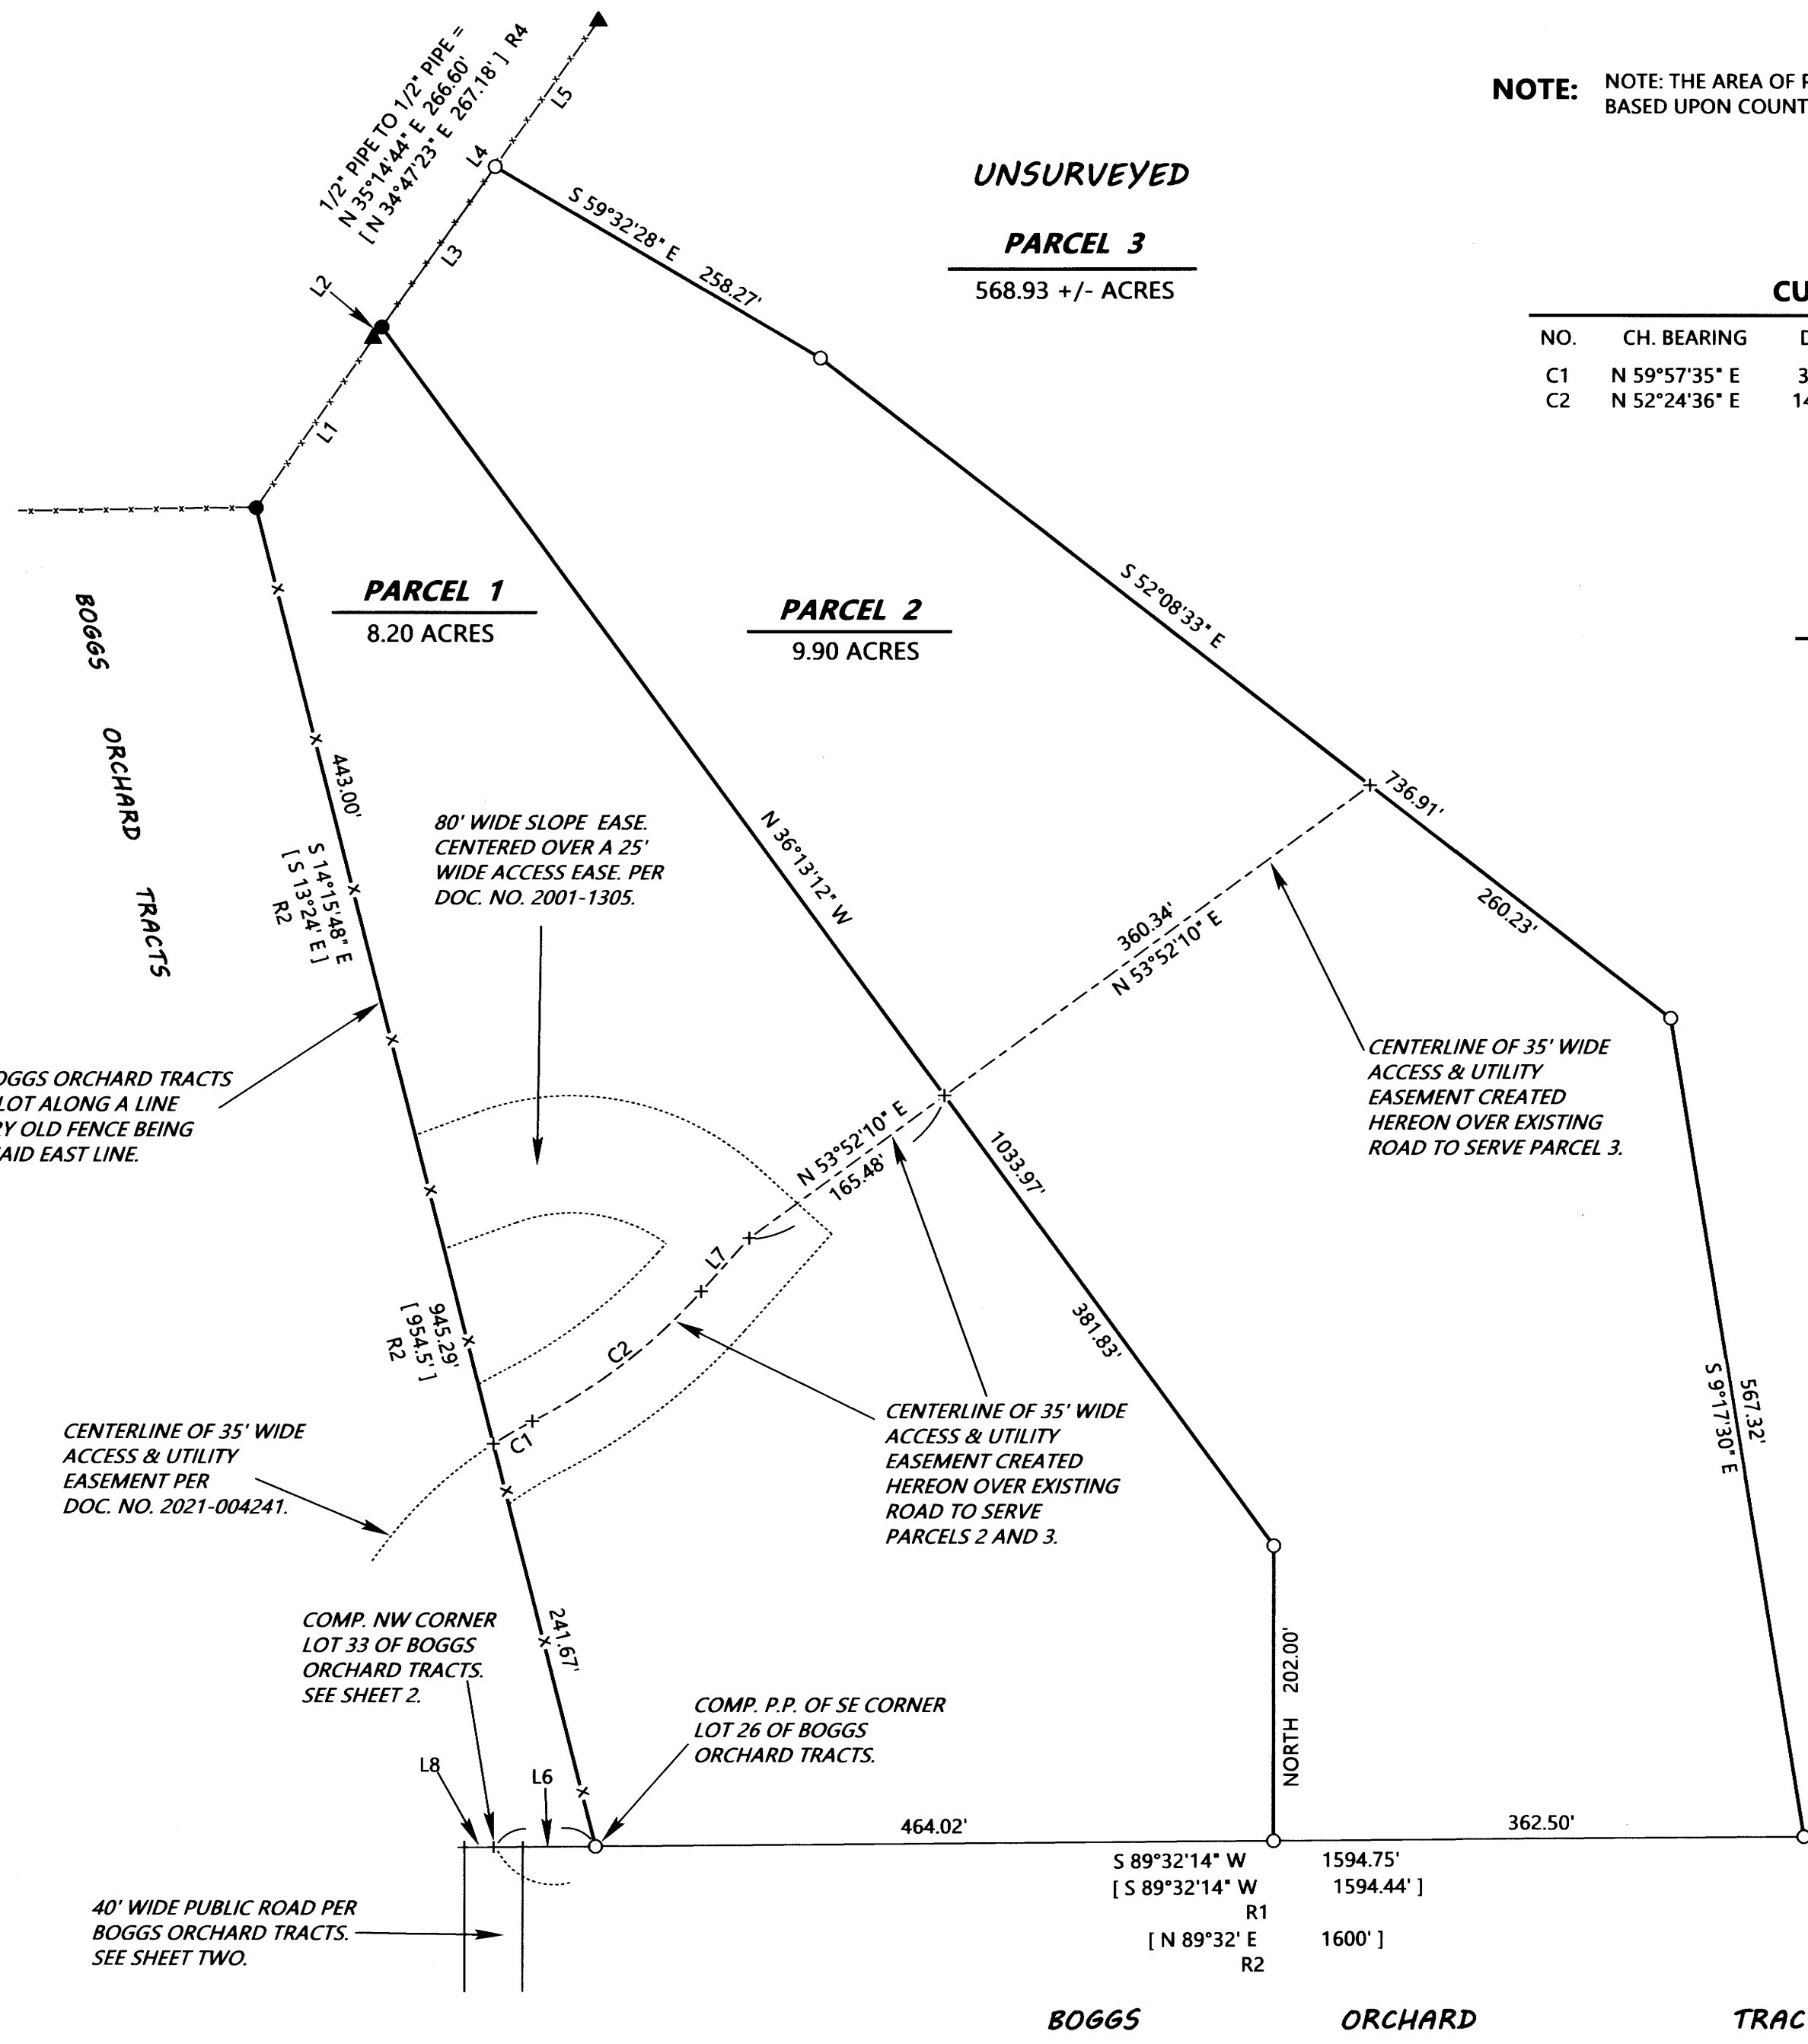 1/2" PIPE TO 1/2" PIPE =
N 35°14'44" E 266.60'
[ N 34°47'23" E 267.18' ] R4
L5
L4
L3
L2
L1
S 59°32'28" E 258.27'
UNSURVEYED
PARCEL 3
568.93 +/- ACRES
NOTE:
NOTE: THE AREA OF
BASED UPON COUNT
CU
NO. CH. BEARING
C1 N 59°57'35" E 3
C2 N 52°24'36" E 14
PARCEL 1
8.20 ACRES
PARCEL 2
9.90 ACRES
S 52°08'33" E
736.91'
260.23'
BOGGS
ORCHARD
TRACTS
443.00'
S 14°15'48" E
[ S 13°24' E ]
R2
80' WIDE SLOPE EASE.
CENTERED OVER A 25'
WIDE ACCESS EASE. PER
DOC. NO. 2001-1305.
N 36°13'12" W
360.34'
N 53°52'10" E
CENTERLINE OF 35' WIDE
ACCESS & UTILITY
EASEMENT CREATED
HEREON OVER EXISTING
ROAD TO SERVE PARCEL 3.
OGGS ORCHARD TRACTS
LOT ALONG A LINE
RY OLD FENCE BEING
AID EAST LINE.
N 53°52'10" E
165.48'
1033.97'
381.83'
L7
C2
C1
945.29'
[ 954.5' ]
R2
CENTERLINE OF 35' WIDE
ACCESS & UTILITY
EASEMENT PER
DOC. NO. 2021-004241.
CENTERLINE OF 35' WIDE
ACCESS & UTILITY
EASEMENT CREATED
HEREON OVER EXISTING
ROAD TO SERVE
PARCELS 2 AND 3.
567.32'
S 9°17'30" E
241.67'
COMP. NW CORNER
LOT 33 OF BOGGS
ORCHARD TRACTS.
SEE SHEET 2.
COMP. P.P. OF SE CORNER
LOT 26 OF BOGGS
ORCHARD TRACTS.
NORTH 202.00'
L8
L6
464.02'
362.50'
S 89°32'14" W 1594.75'
[ S 89°32'14" W 1594.44' ]
R1
[ N 89°32' E 1600' ]
R2
40' WIDE PUBLIC ROAD PER
BOGGS ORCHARD TRACTS.
SEE SHEET TWO.
BOGGS ORCHARD TRAC